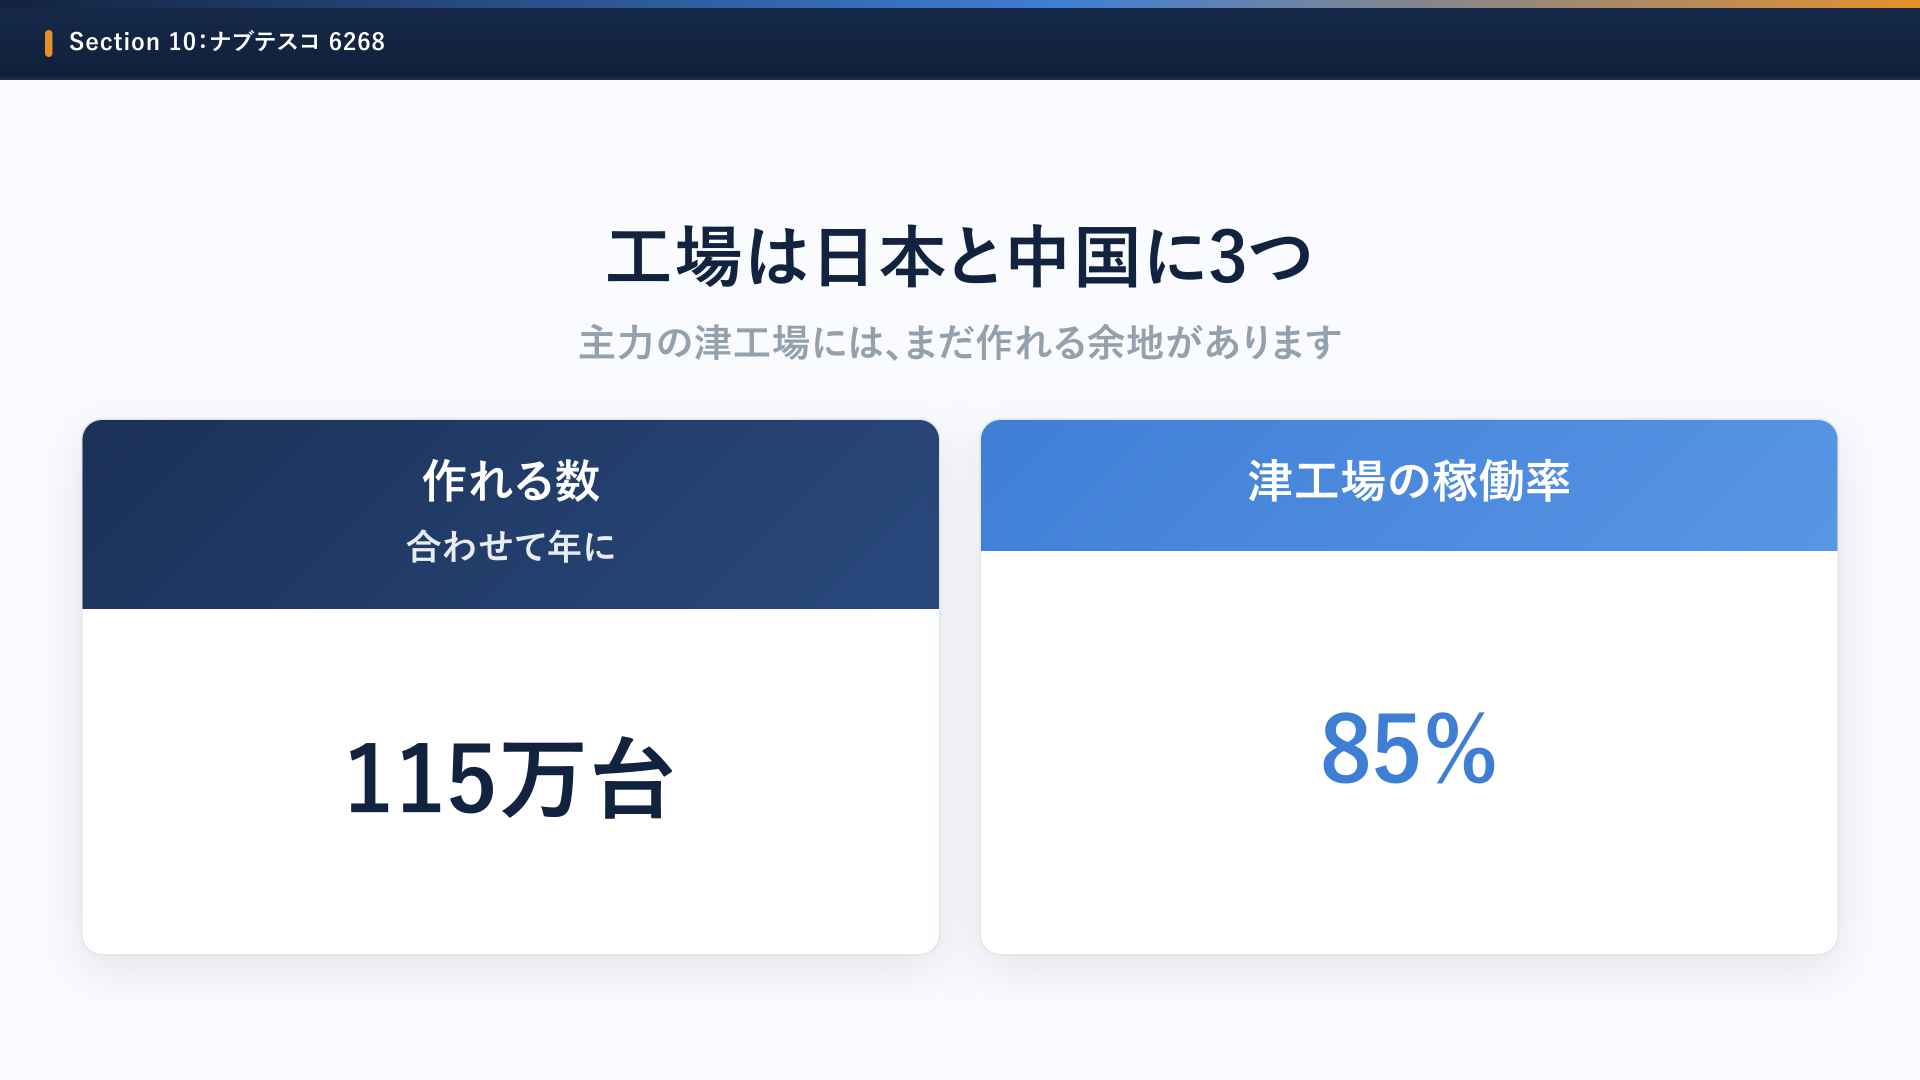 Section 10：ナブテスコ 6268
工場は日本と中国に3つ
主力の津工場には、まだ作れる余地があります
作れる数
合わせて年に
115万台
津工場の稼働率
85%